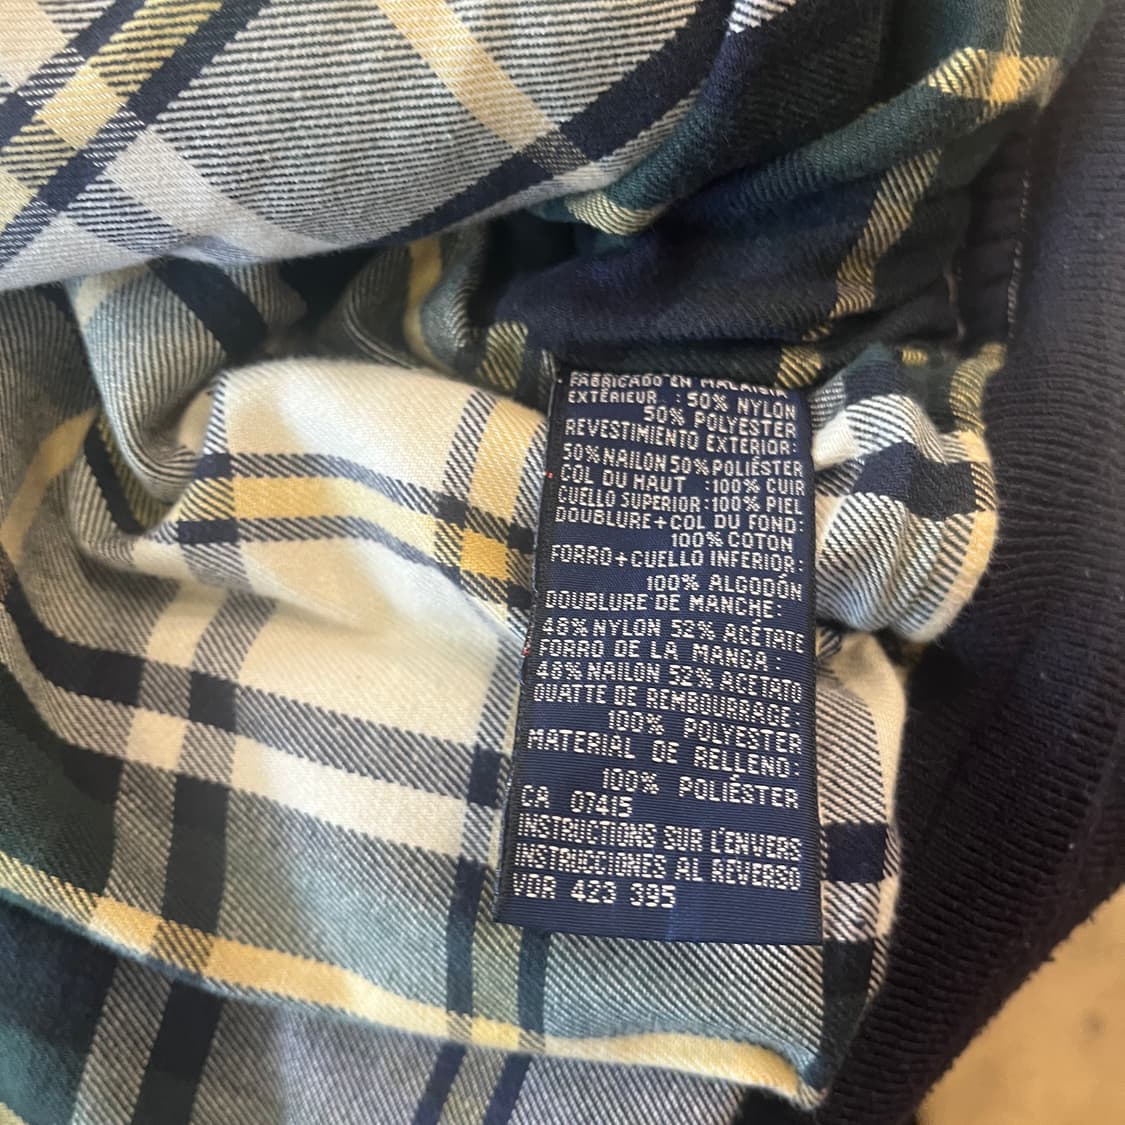 FABRICADO EN MALAISIA
EXTÉRIEUR : 50% NYLON
50% POLYESTER
REVESTIMIENTO EXTERIOR:
50% NAILON 50% POLIÉSTER
COL DU HAUT :100% CUIR
CUELLO SUPERIOR:100% PIEL
DOUBLURE+COL DU FOND:
100% COTON
FORRO+CUELLO INFERIOR:
100% ALGODÓN
DOUBLURE DE MANCHE:
48% NYLON 52% ACÉTATE
FORRO DE LA MANGA:
48% NAILON 52% ACETATO
OUATTE DE REMBOURRAGE:
100% POLYESTER
MATERIAL DE RELLENO:
100% POLIÉSTER
CA 07415
INSTRUCTIONS SUR L'ENVERS
INSTRUCCIONES AL REVERSO
VDR 423 395